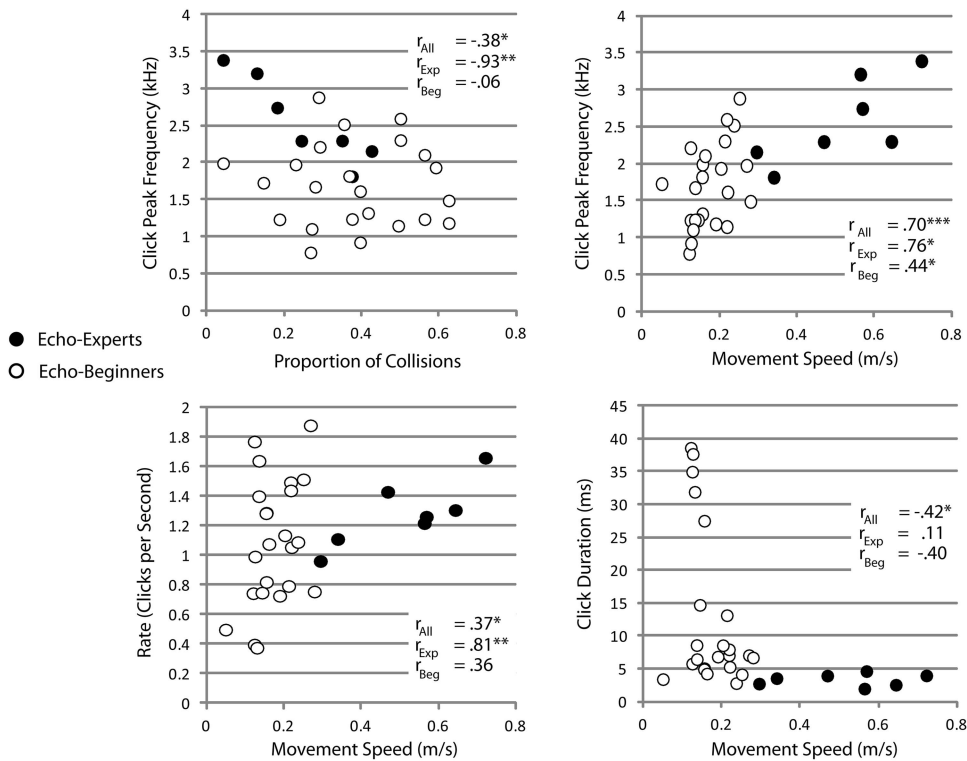 4
3.5
3
2.5
2
1.5
1
0.5
0
Click Peak Frequency (kHz)
rAll = -.38*
rExp = -.93**
rBeg = -.06
0 0.2 0.4 0.6 0.8
Proportion of Collisions
4
3.5
3
2.5
2
1.5
1
0.5
0
Click Peak Frequency (kHz)
rAll = .70***
rExp = .76*
rBeg = .44*
0 0.2 0.4 0.6 0.8
Movement Speed (m/s)
Echo-Experts
Echo-Beginners
2
1.8
1.6
1.4
1.2
1
0.8
0.6
0.4
0.2
0
Rate (Clicks per Second)
rAll = .37*
rExp = .81**
rBeg = .36
0 0.2 0.4 0.6 0.8
Movement Speed (m/s)
45
40
35
30
25
20
15
10
5
0
Click Duration (ms)
rAll = -.42*
rExp = .11
rBeg = -.40
0 0.2 0.4 0.6 0.8
Movement Speed (m/s)